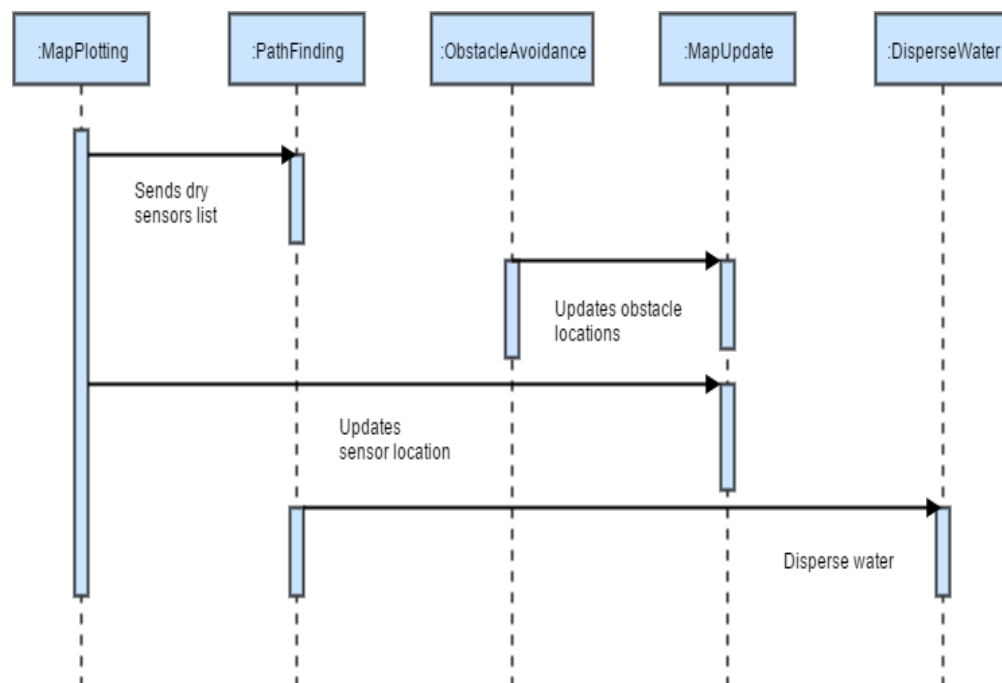 :MapPlotting
:PathFinding
:ObstacleAvoidance
:MapUpdate
:DisperseWater
Sends dry
sensors list
Updates obstacle
locations
Updates
sensor location
Disperse water